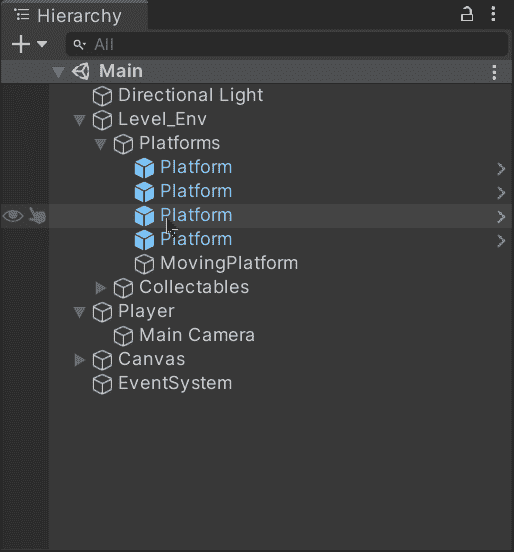 Hierarchy
All
Main
Directional Light
Level_Env
Platforms
Platform
Platform
Platform
Platform
MovingPlatform
Collectables
Player
Main Camera
Canvas
EventSystem